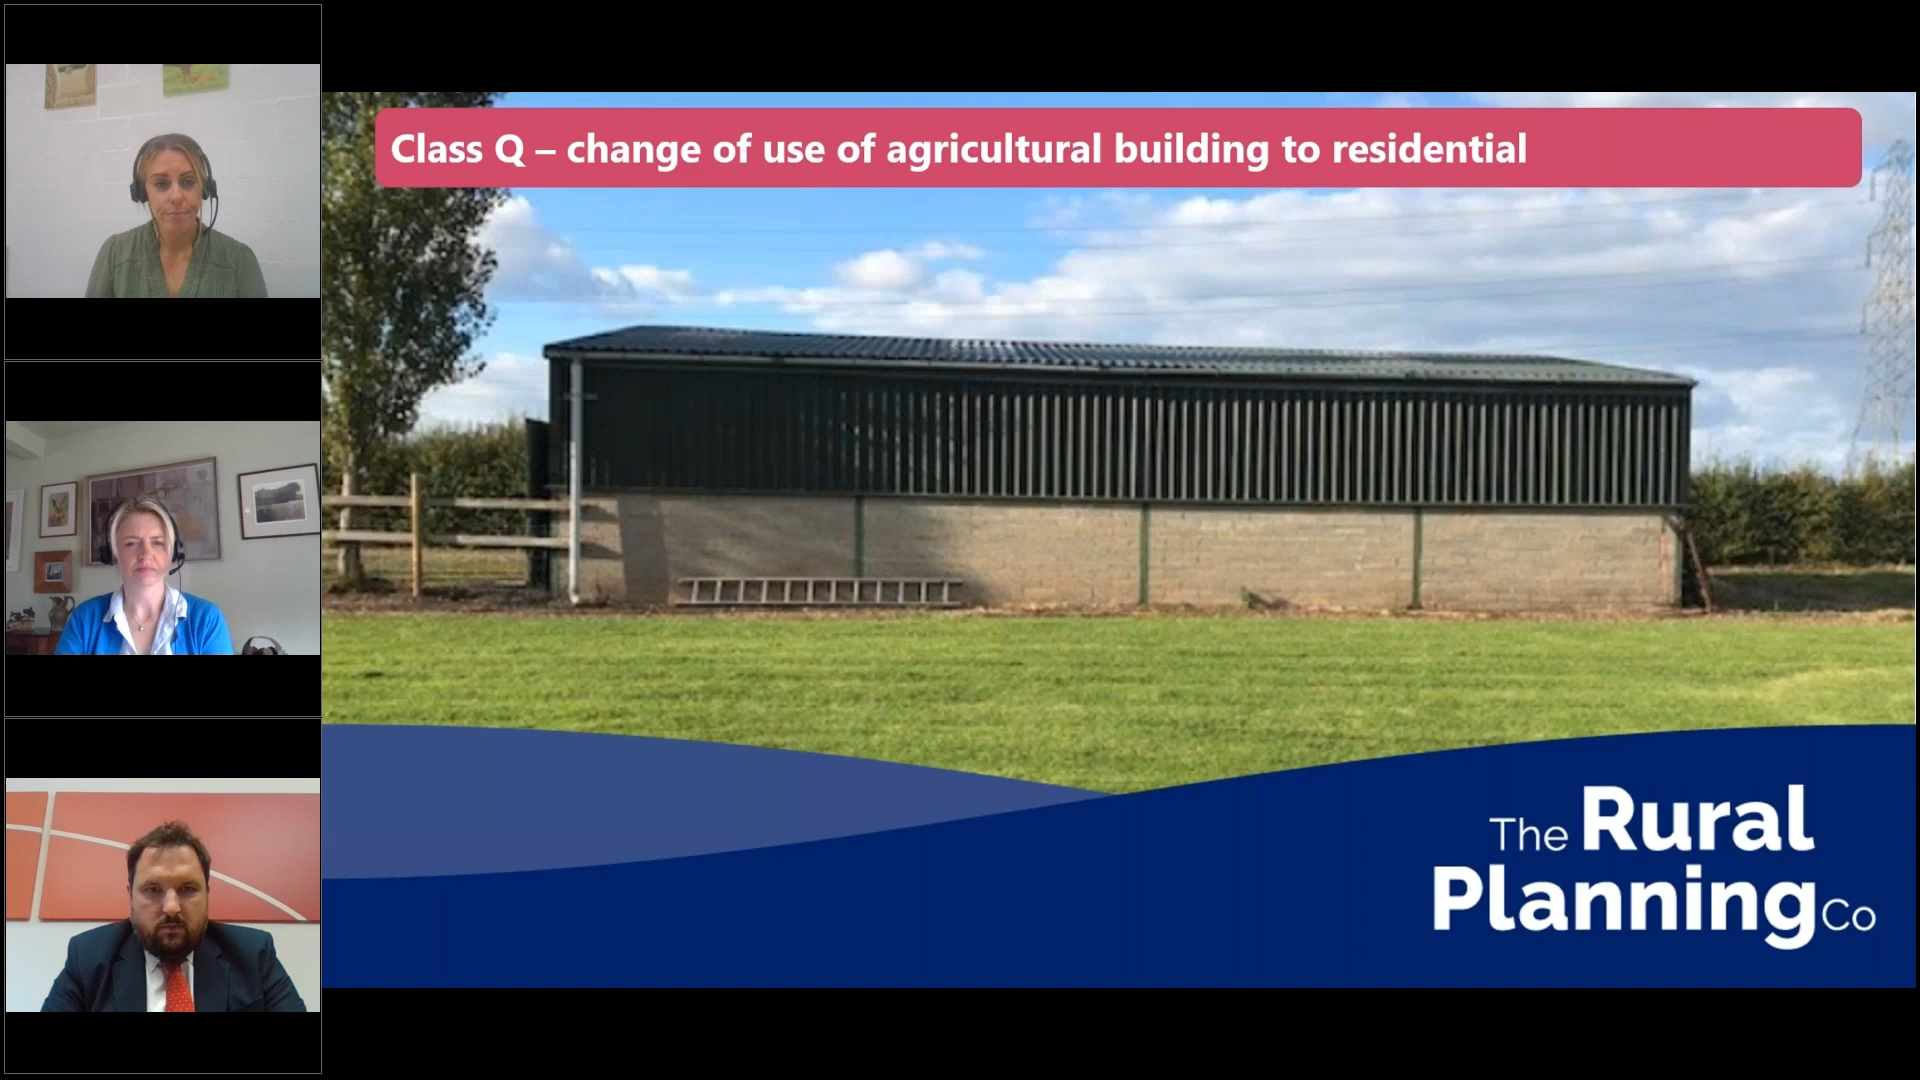 Class Q – change of use of agricultural building to residential
The Rural
Planning Co